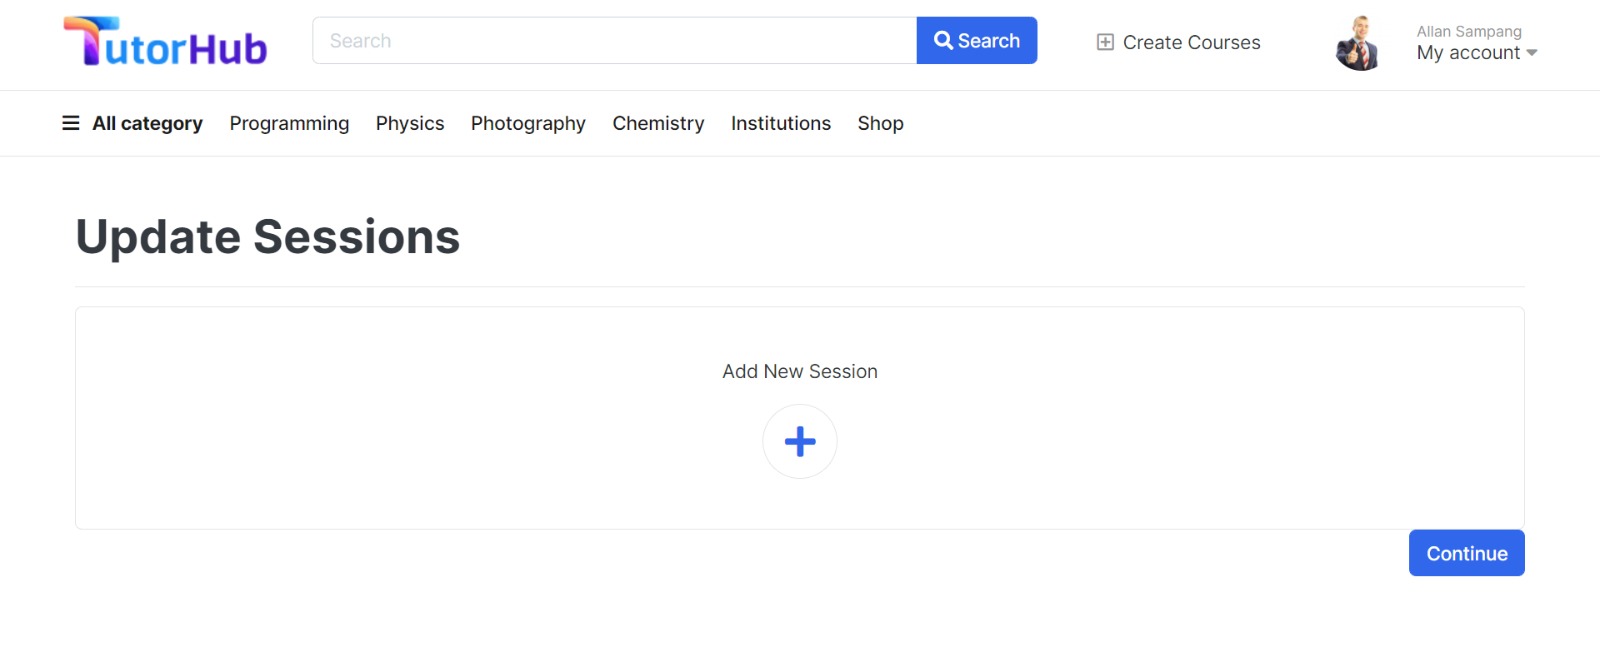 TutorHub
Search
Search
Create Courses
Allan Sampang
My account
All category Programming Physics Photography Chemistry Institutions Shop
Update Sessions
Add New Session
Continue